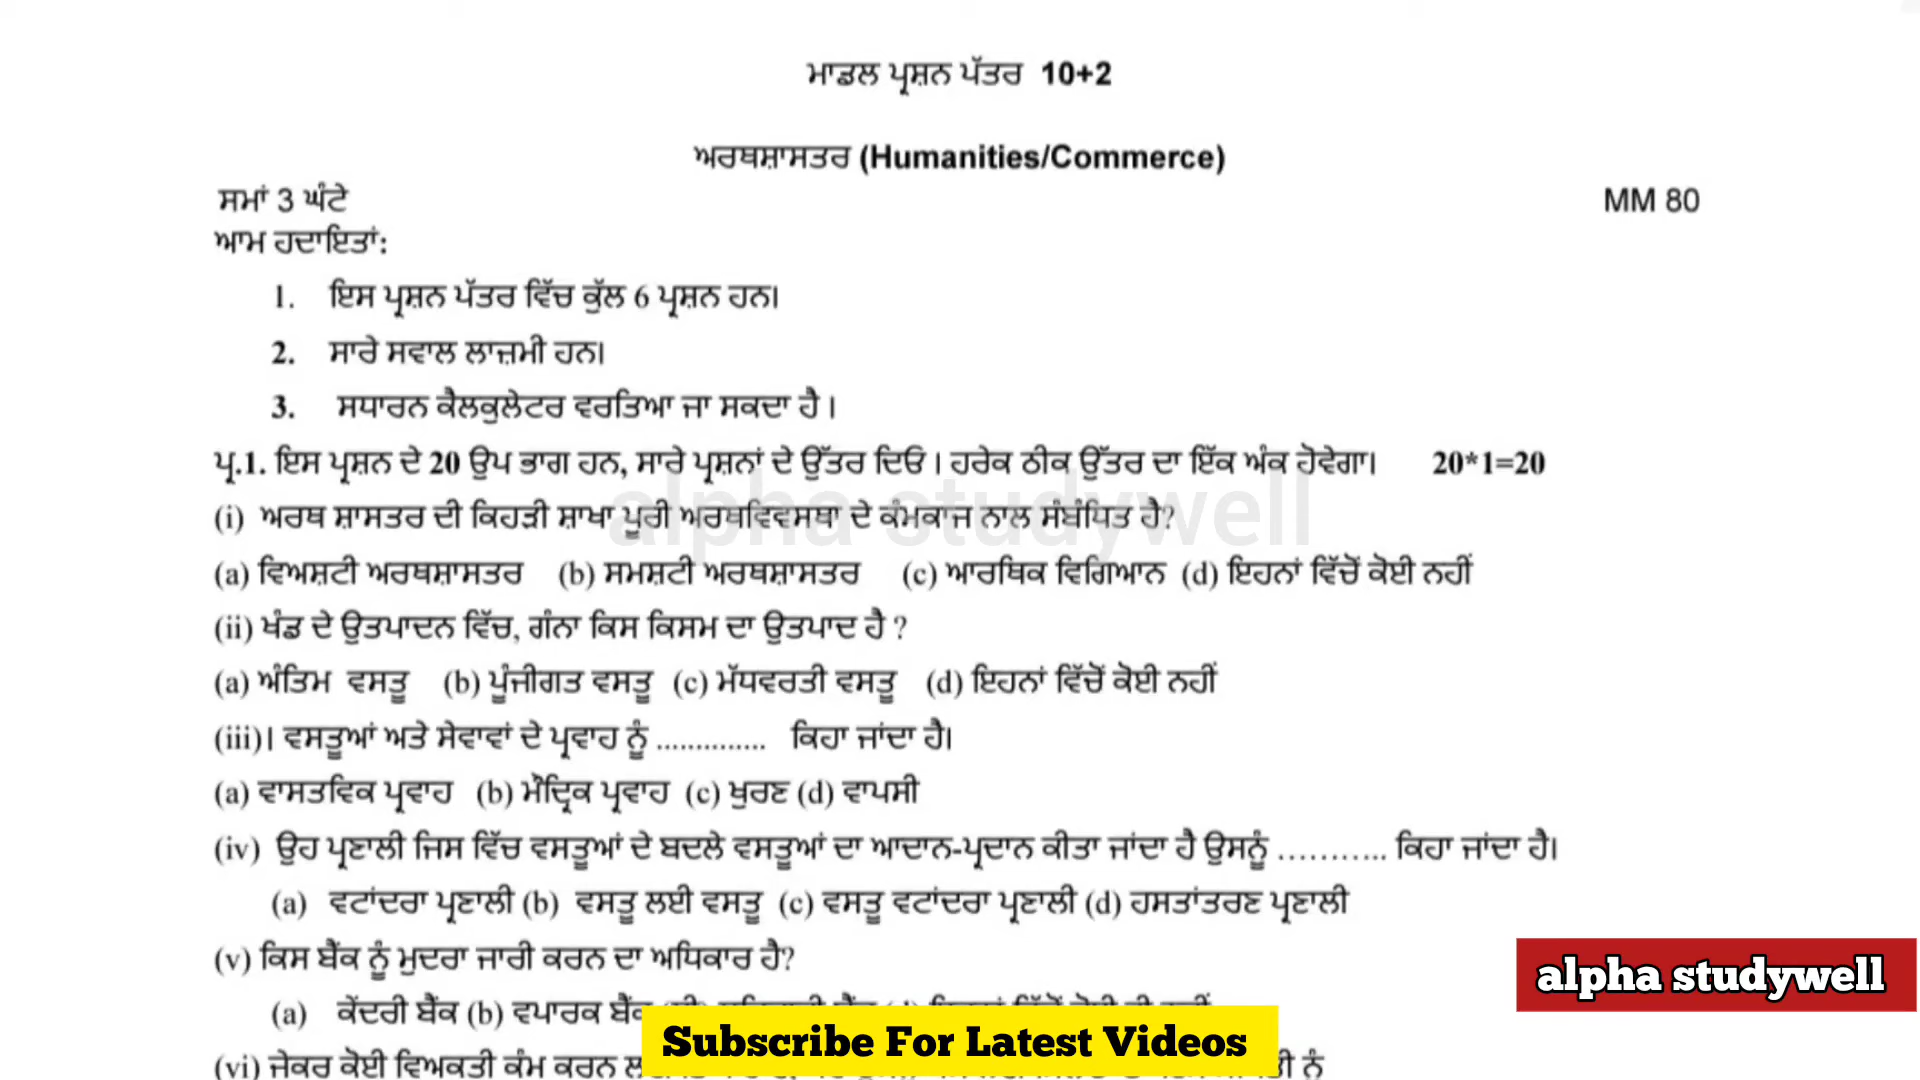 ਮਾਡਲ ਪ੍ਰਸ਼ਨ ਪੱਤਰ 10+2
ਅਰਥਸ਼ਾਸਤਰ (Humanities/Commerce)
ਸਮਾਂ 3 ਘੰਟੇ MM 80
ਆਮ ਹਦਾਇਤਾਂ:
1. ਇਸ ਪ੍ਰਸ਼ਨ ਪੱਤਰ ਵਿੱਚ ਕੁੱਲ 6 ਪ੍ਰਸ਼ਨ ਹਨ।
2. ਸਾਰੇ ਸਵਾਲ ਲਾਜ਼ਮੀ ਹਨ।
3. ਸਧਾਰਨ ਕੈਲਕੁਲੇਟਰ ਵਰਤਿਆ ਜਾ ਸਕਦਾ ਹੈ ।
ਪ੍ਰ.1. ਇਸ ਪ੍ਰਸ਼ਨ ਦੇ 20 ਉਪ ਭਾਗ ਹਨ, ਸਾਰੇ ਪ੍ਰਸ਼ਨਾਂ ਦੇ ਉੱਤਰ ਦਿਓ । ਹਰੇਕ ਠੀਕ ਉੱਤਰ ਦਾ ਇੱਕ ਅੰਕ ਹੋਵੇਗਾ। 20*1=20
alpha studywell
(i) ਅਰਥ ਸ਼ਾਸਤਰ ਦੀ ਕਿਹੜੀ ਸ਼ਾਖਾ ਪੂਰੀ ਅਰਥਵਿਵਸਥਾ ਦੇ ਕੰਮਕਾਜ ਨਾਲ ਸੰਬੰਧਿਤ ਹੈ?
(a) ਵਿਅਸ਼ਟੀ ਅਰਥਸ਼ਾਸਤਰ (b) ਸਮਸ਼ਟੀ ਅਰਥਸ਼ਾਸਤਰ (c) ਆਰਥਿਕ ਵਿਗਿਆਨ (d) ਇਹਨਾਂ ਵਿੱਚੋਂ ਕੋਈ ਨਹੀਂ
(ii) ਖੰਡ ਦੇ ਉਤਪਾਦਨ ਵਿੱਚ, ਗੰਨਾ ਕਿਸ ਕਿਸਮ ਦਾ ਉਤਪਾਦ ਹੈ ?
(a) ਅੰਤਿਮ ਵਸਤੂ (b) ਪੂੰਜੀਗਤ ਵਸਤੂ (c) ਮੱਧਵਰਤੀ ਵਸਤੂ (d) ਇਹਨਾਂ ਵਿੱਚੋਂ ਕੋਈ ਨਹੀਂ
(iii)। ਵਸਤੂਆਂ ਅਤੇ ਸੇਵਾਵਾਂ ਦੇ ਪ੍ਰਵਾਹ ਨੂੰ .............. ਕਿਹਾ ਜਾਂਦਾ ਹੈ।
(a) ਵਾਸਤਵਿਕ ਪ੍ਰਵਾਹ (b) ਮੌਦ੍ਰਿਕ ਪ੍ਰਵਾਹ (c) ਖੁਰਣ (d) ਵਾਪਸੀ
(iv) ਉਹ ਪ੍ਰਣਾਲੀ ਜਿਸ ਵਿੱਚ ਵਸਤੂਆਂ ਦੇ ਬਦਲੇ ਵਸਤੂਆਂ ਦਾ ਆਦਾਨ-ਪ੍ਰਦਾਨ ਕੀਤਾ ਜਾਂਦਾ ਹੈ ਉਸਨੂੰ ........... ਕਿਹਾ ਜਾਂਦਾ ਹੈ।
(a) ਵਟਾਂਦਰਾ ਪ੍ਰਣਾਲੀ (b) ਵਸਤੂ ਲਈ ਵਸਤੂ (c) ਵਸਤੂ ਵਟਾਂਦਰਾ ਪ੍ਰਣਾਲੀ (d) ਹਸਤਾਂਤਰਣ ਪ੍ਰਣਾਲੀ
(v) ਕਿਸ ਬੈਂਕ ਨੂੰ ਮੁਦਰਾ ਜਾਰੀ ਕਰਨ ਦਾ ਅਧਿਕਾਰ ਹੈ?
alpha studywell
(a) ਕੇਂਦਰੀ ਬੈਂਕ (b) ਵਪਾਰਕ ਬੈਂਕ
Subscribe For Latest Videos
(vi) ਜੇਕਰ ਕੋਈ ਵਿਅਕਤੀ ਕੰਮ ਕਰਨ ਨੂੰ